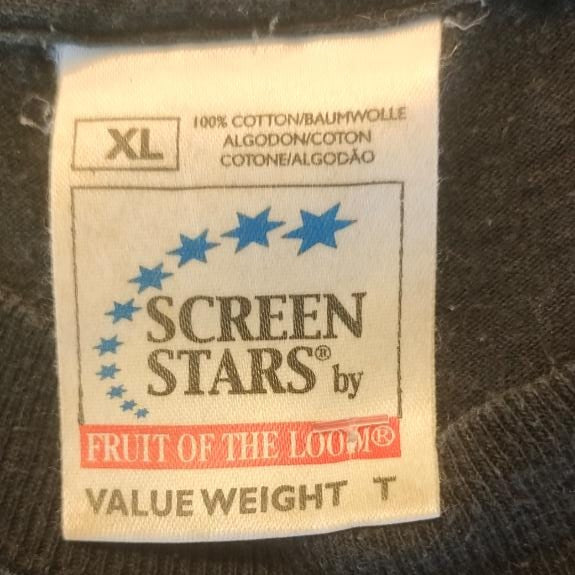 XL
100% COTTON/BAUMWOLLE
ALGODON/COTON
COTONE/ALGODÃO
SCREEN
STARS® by
FRUIT OF THE LOOM®
VALUE WEIGHT T